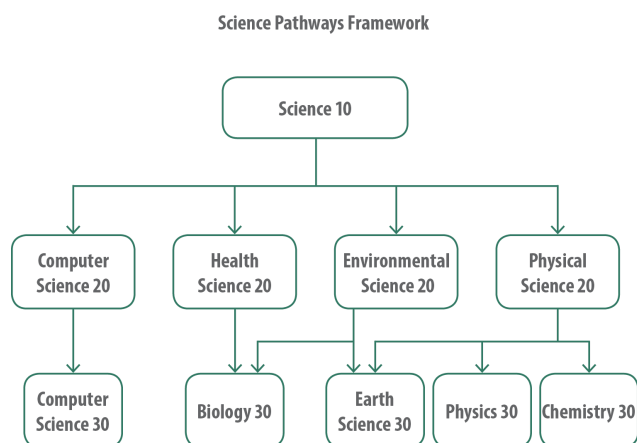 Science Pathways Framework
Science 10
Computer
Science 20
Health
Science 20
Environmental
Science 20
Physical
Science 20
Computer
Science 30
Biology 30
Earth
Science 30
Physics 30
Chemistry 30